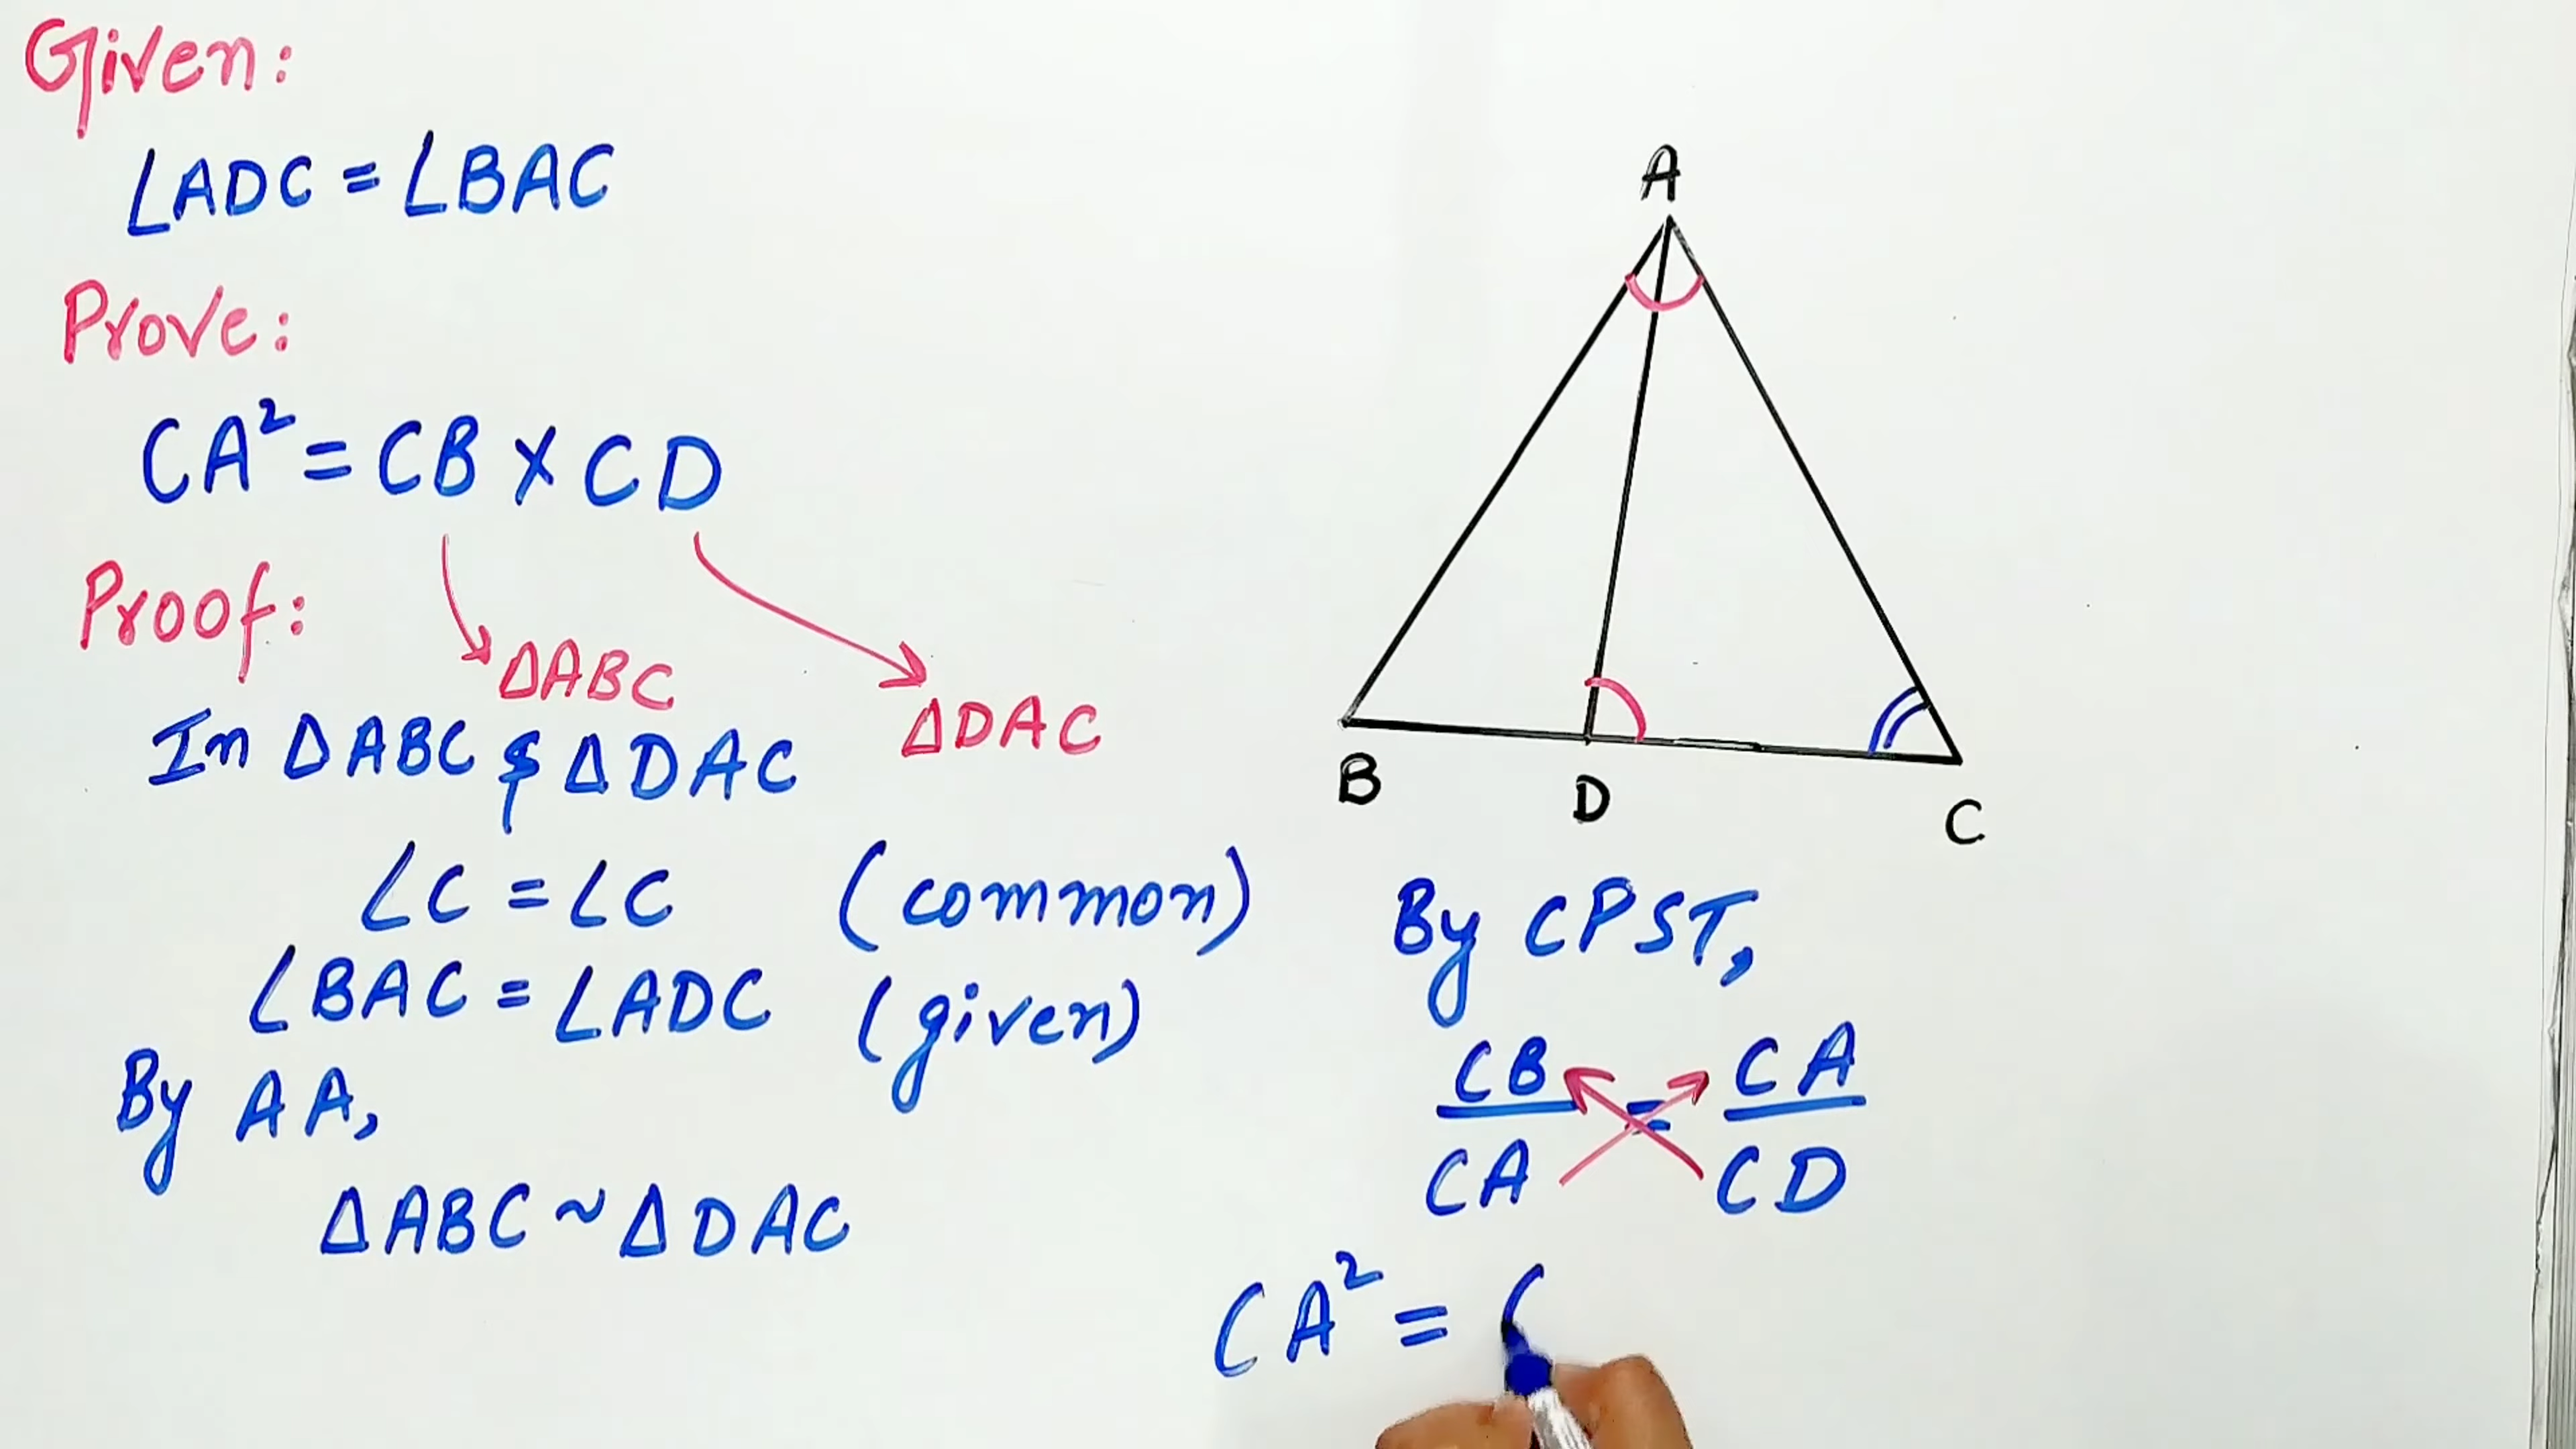 Given:
∠ADC = ∠BAC
Prove:
CA² = CB × CD
Proof:
ΔABC
ΔDAC
In ΔABC & ΔDAC
∠C = ∠C (common)
∠BAC = ∠ADC (given)
By AA,
ΔABC ~ ΔDAC
A
B
D
C
By CPST,
CB/CA = CA/CD
CA² = C